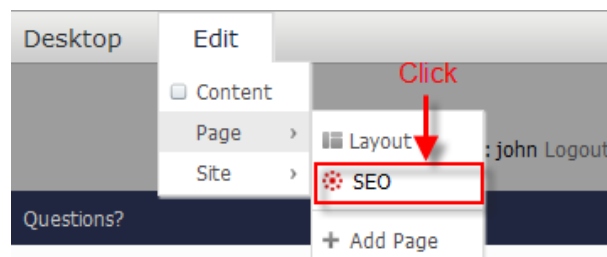 Desktop Edit
Click
Content
Page
Layout
: john Logout
Site
SEO
Questions?
Add Page